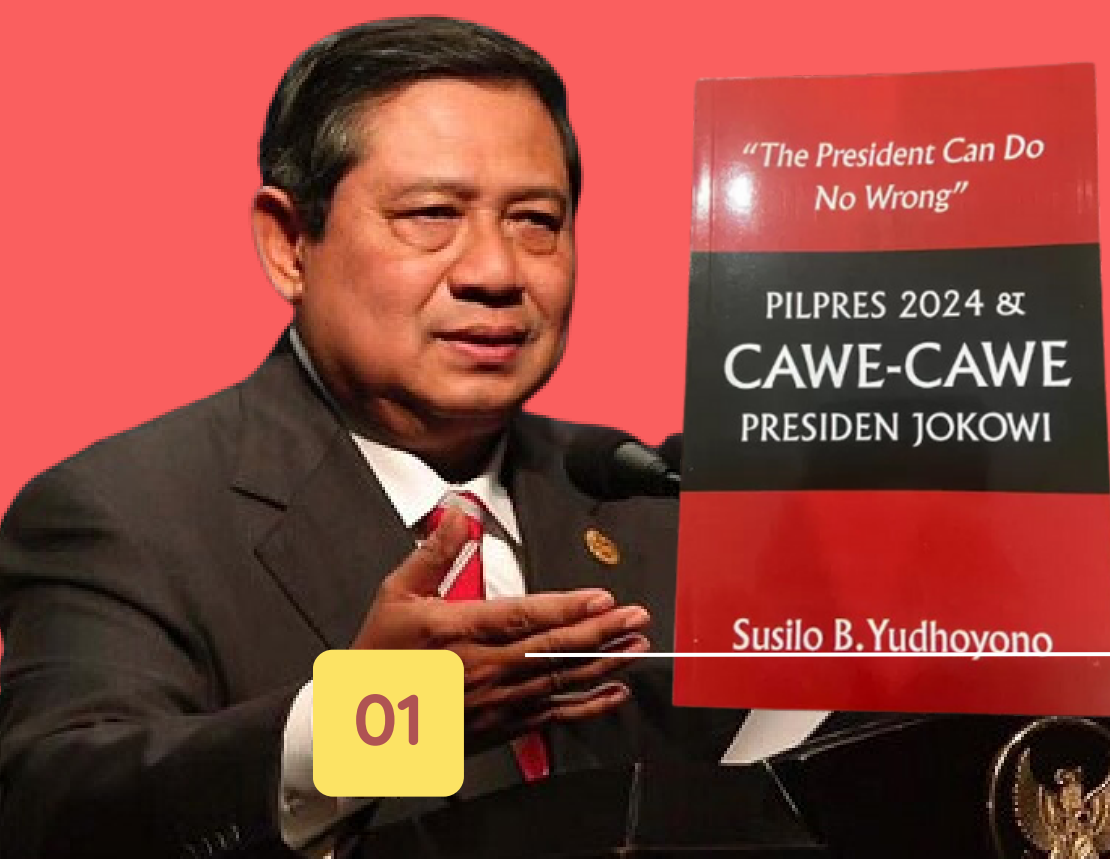 “The President Can Do
No Wrong”
PILPRES 2024 &
CAWE-CAWE
PRESIDEN JOKOWI
Susilo B. Yudhoyono
01